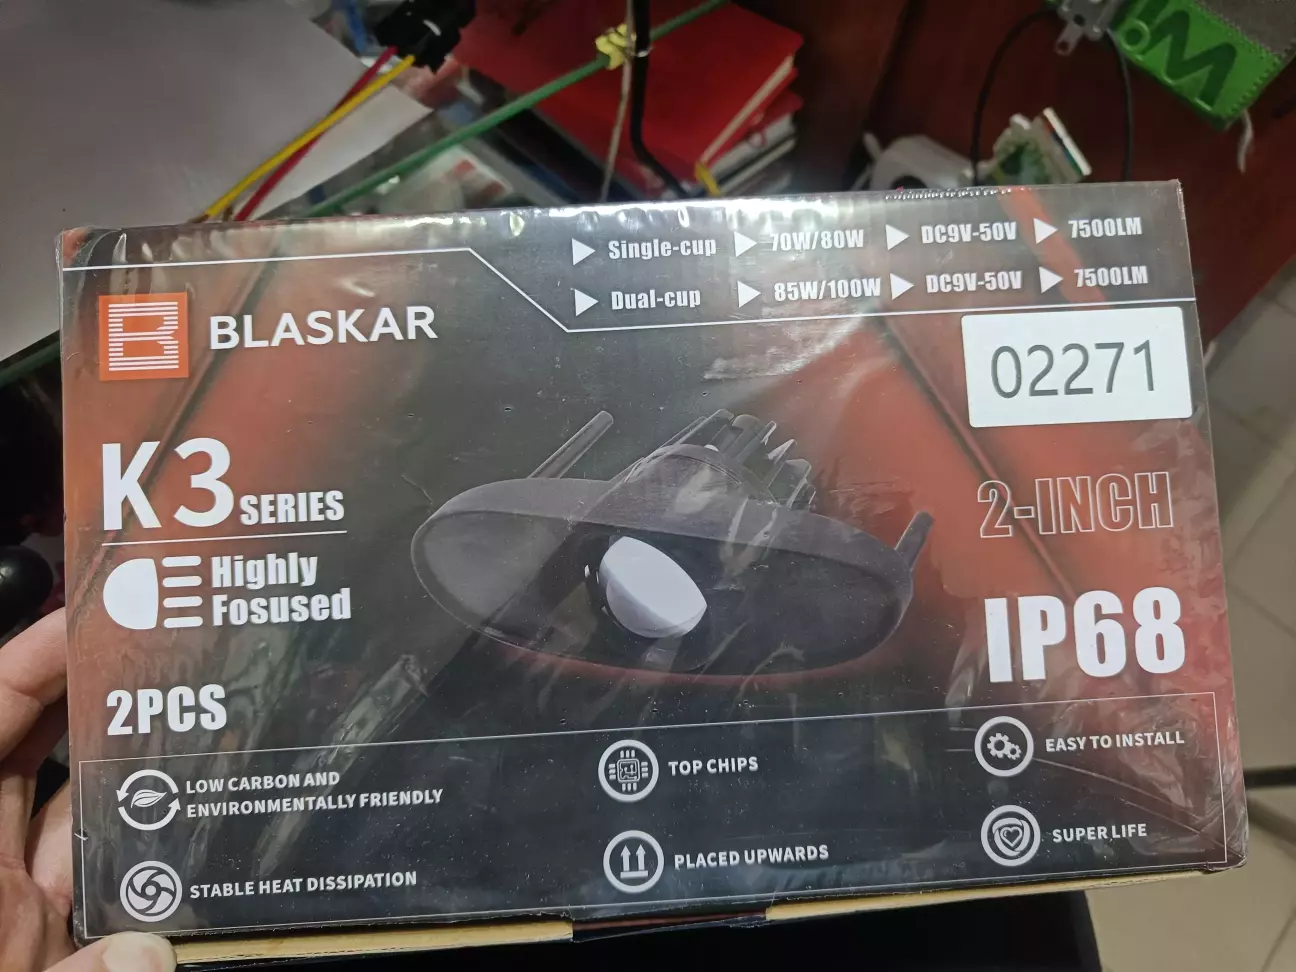 Single-cup 70W/80W DC9V-50V 7500LM
Dual-cup 85W/100W DC9V-50V 7500LM
BLASKAR
02271
K3 SERIES
2-INCH
Highly
Fosused
IP68
2PCS
LOW CARBON AND
ENVIRONMENTALLY FRIENDLY
TOP CHIPS
EASY TO INSTALL
STABLE HEAT DISSIPATION
PLACED UPWARDS
SUPER LIFE